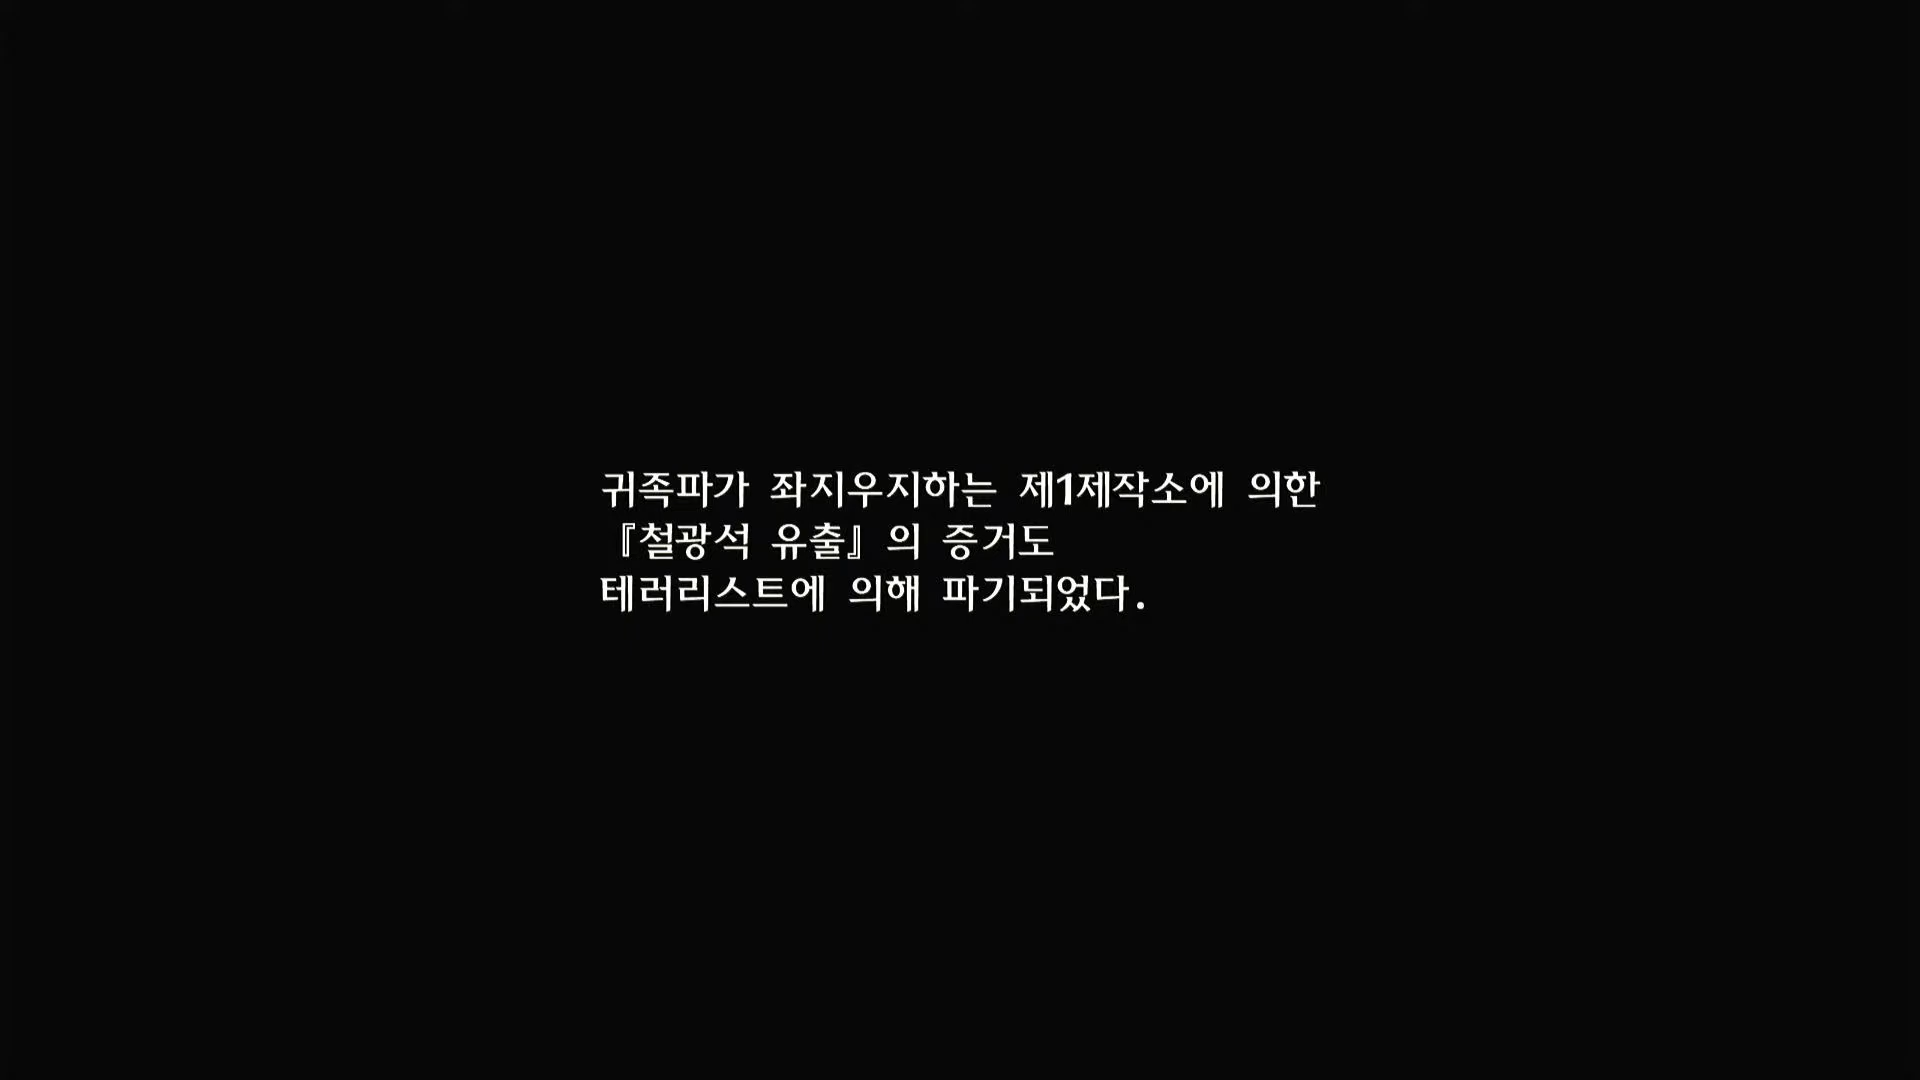 귀족파가 좌지우지하는 제1제작소에 의한
『철광석 유출』의 증거도
테러리스트에 의해 파기되었다.